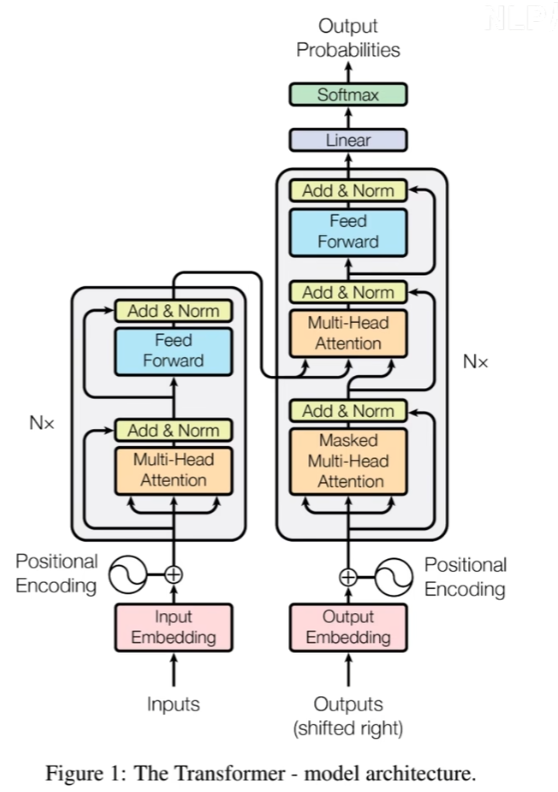 NLP
Output
Probabilities
Softmax
Linear
Add & Norm
Feed
Forward
Add & Norm
Multi-Head
Attention
Add & Norm
Masked
Multi-Head
Attention
N×
Add & Norm
Feed
Forward
Add & Norm
Multi-Head
Attention
N×
Positional
Encoding
Positional
Encoding
Input
Embedding
Output
Embedding
Inputs
Outputs
(shifted right)
Figure 1: The Transformer - model architecture.